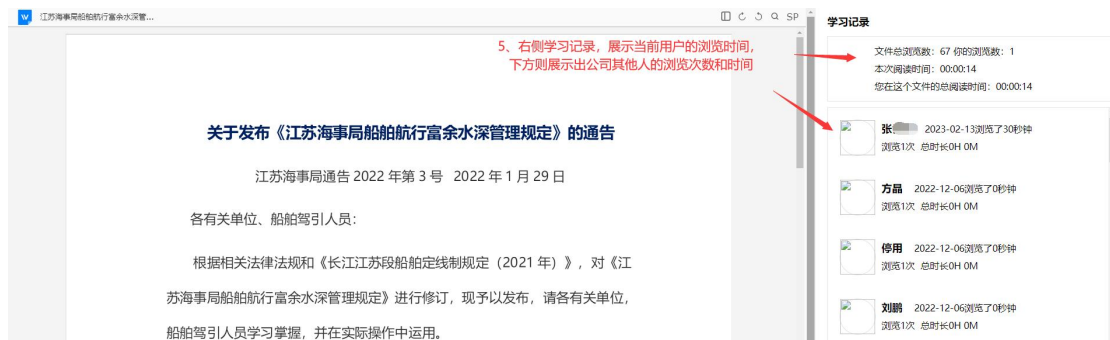 W 江苏海事局船舶航行富余水深管... SP
5、右侧学习记录，展示当前用户的浏览时间，
下方则展示出公司其他人的浏览次数和时间
关于发布《江苏海事局船舶航行富余水深管理规定》的通告
江苏海事局通告 2022 年第 3 号 2022 年 1 月 29 日
各有关单位、船舶驾引人员：
根据相关法律法规和《长江江苏段船舶定线制规定（2021 年）》，对《江
苏海事局船舶航行富余水深管理规定》进行修订，现予以发布，请各有关单位，
船舶驾引人员学习掌握，并在实际操作中运用。
学习记录
文件总浏览数：67 你的浏览数：1
本次阅读时间：00:00:14
您在这个文件的总阅读时间：00:00:14
张 2023-02-13浏览了30秒钟
浏览1次 总时长0H 0M
方晶 2022-12-06浏览了0秒钟
浏览1次 总时长0H 0M
停用 2022-12-06浏览了0秒钟
浏览1次 总时长0H 0M
刘鹏 2022-12-06浏览了0秒钟
浏览1次 总时长0H 0M